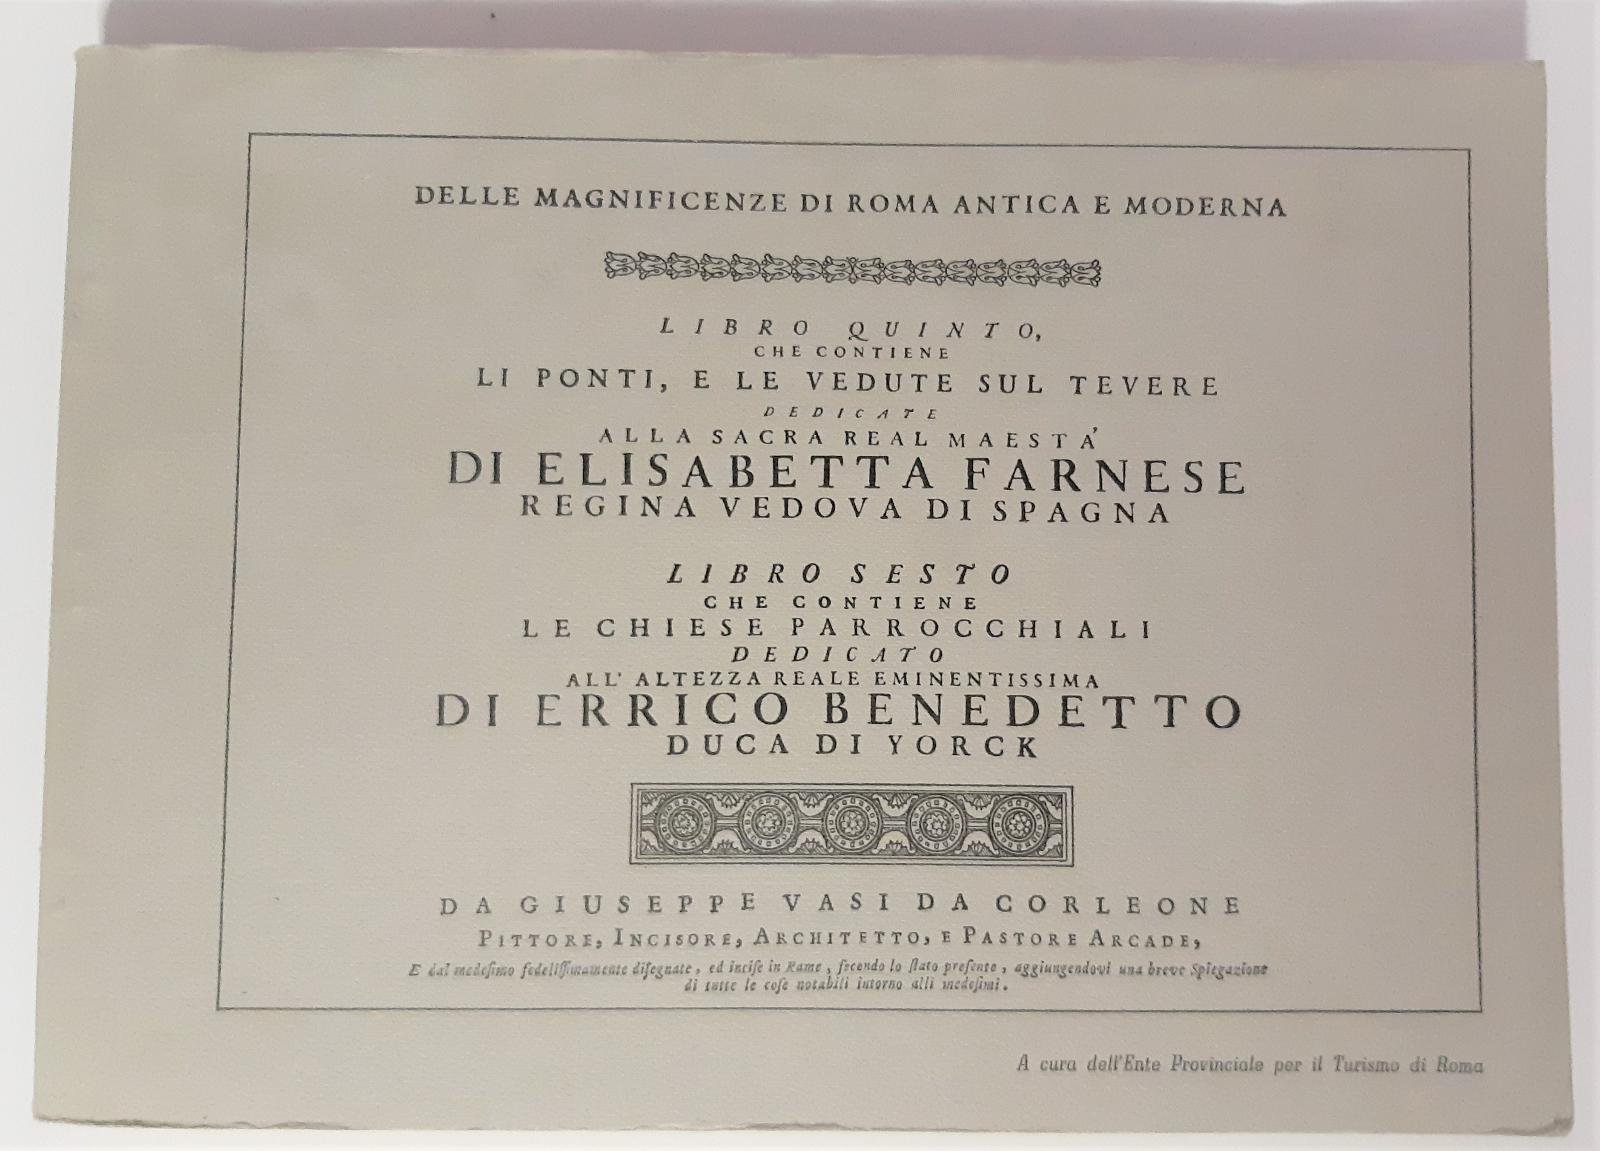 DELLE MAGNIFICENZE DI ROMA ANTICA E MODERNA
LIBRO QUINTO,
CHE CONTIENE
LI PONTI, E LE VEDUTE SUL TEVERE
DEDICATE
ALLA SACRA REAL MAESTA'
DI ELISABETTA FARNESE
REGINA VEDOVA DI SPAGNA
LIBRO SESTO
CHE CONTIENE
LE CHIESE PARROCCHIALI
DEDICATO
ALL' ALTEZZA REALE EMINENTISSIMA
DI ERRICO BENEDETTO
DUCA DI YORCK
DA GIUSEPPE VASI DA CORLEONE
PITTORE, INCISORE, ARCHITETTO, E PASTORE ARCADE,
E dal medeſimo fedeliſſimamente diſegnate, ed inciſe in Rame, ſecondo lo ſtato preſente, aggiungendovi una breve Spiegazione
di tutte le coſe notabili intorno alli medeſimi.
A cura dell'Ente Provinciale per il Turismo di Roma